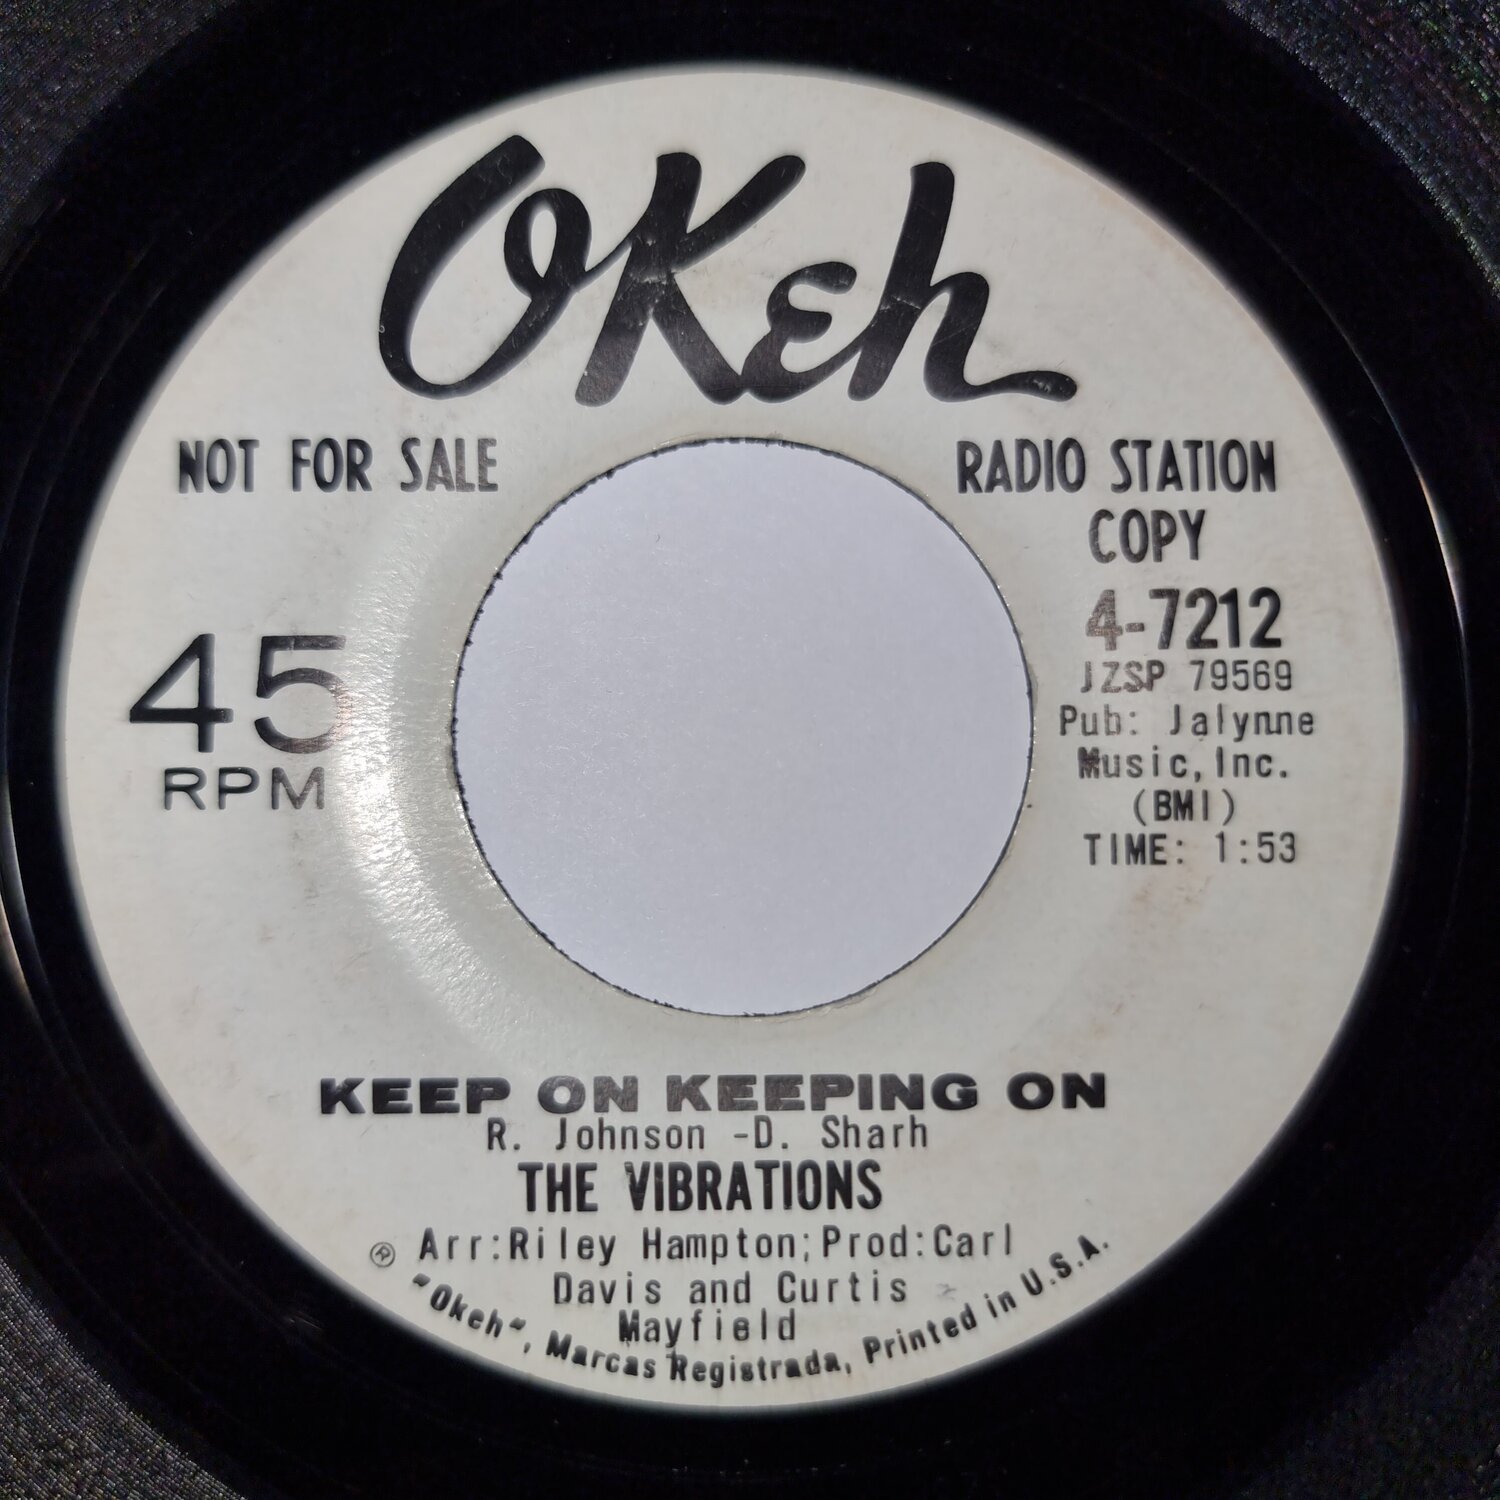 OKeh
NOT FOR SALE
RADIO STATION
COPY
4-7212
JZSP 79569
Pub: Jalynne
Music, Inc.
(BMI)
TIME: 1:53
45
RPM
KEEP ON KEEPING ON
R. Johnson -D. Sharh
THE VIBRATIONS
Arr:Riley Hampton;Prod:Carl
Davis and Curtis
Mayfield
® "Okeh", Marcas Registrada, Printed in U.S.A.